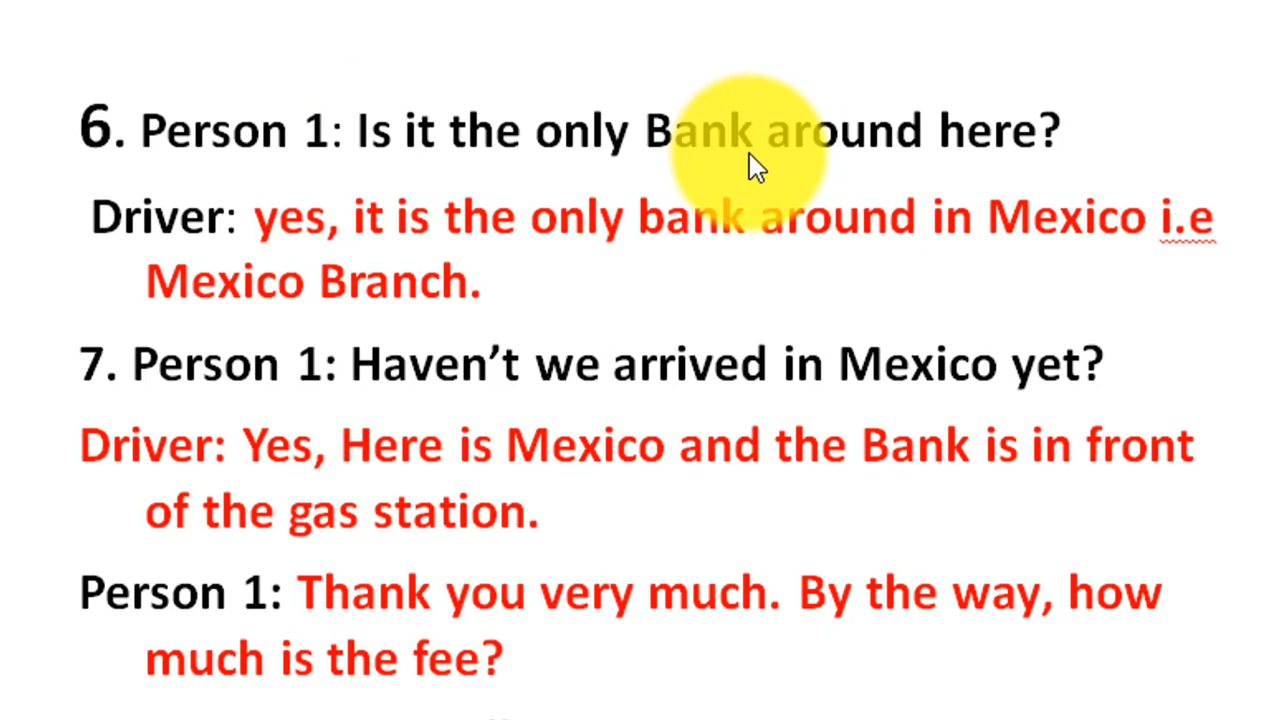 6. Person 1: Is it the only Bank around here?
Driver: yes, it is the only bank around in Mexico i.e
Mexico Branch.
7. Person 1: Haven’t we arrived in Mexico yet?
Driver: Yes, Here is Mexico and the Bank is in front
of the gas station.
Person 1: Thank you very much. By the way, how
much is the fee?